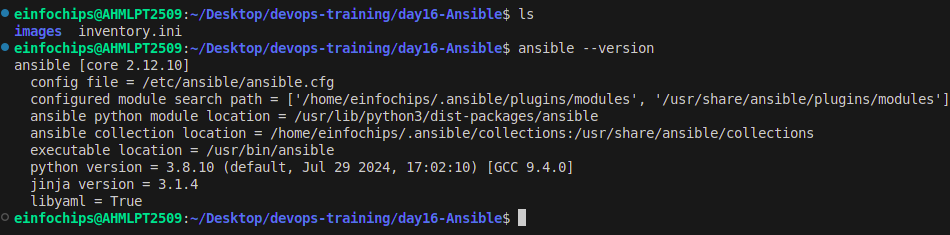 einfochips@AHMLPT2509:~/Desktop/devops-training/day16-Ansible$ ls
images  inventory.ini
einfochips@AHMLPT2509:~/Desktop/devops-training/day16-Ansible$ ansible --version
ansible [core 2.12.10]
  config file = /etc/ansible/ansible.cfg
  configured module search path = ['/home/einfochips/.ansible/plugins/modules', '/usr/share/ansible/plugins/modules']
  ansible python module location = /usr/lib/python3/dist-packages/ansible
  ansible collection location = /home/einfochips/.ansible/collections:/usr/share/ansible/collections
  executable location = /usr/bin/ansible
  python version = 3.8.10 (default, Jul 29 2024, 17:02:10) [GCC 9.4.0]
  jinja version = 3.1.4
  libyaml = True
einfochips@AHMLPT2509:~/Desktop/devops-training/day16-Ansible$